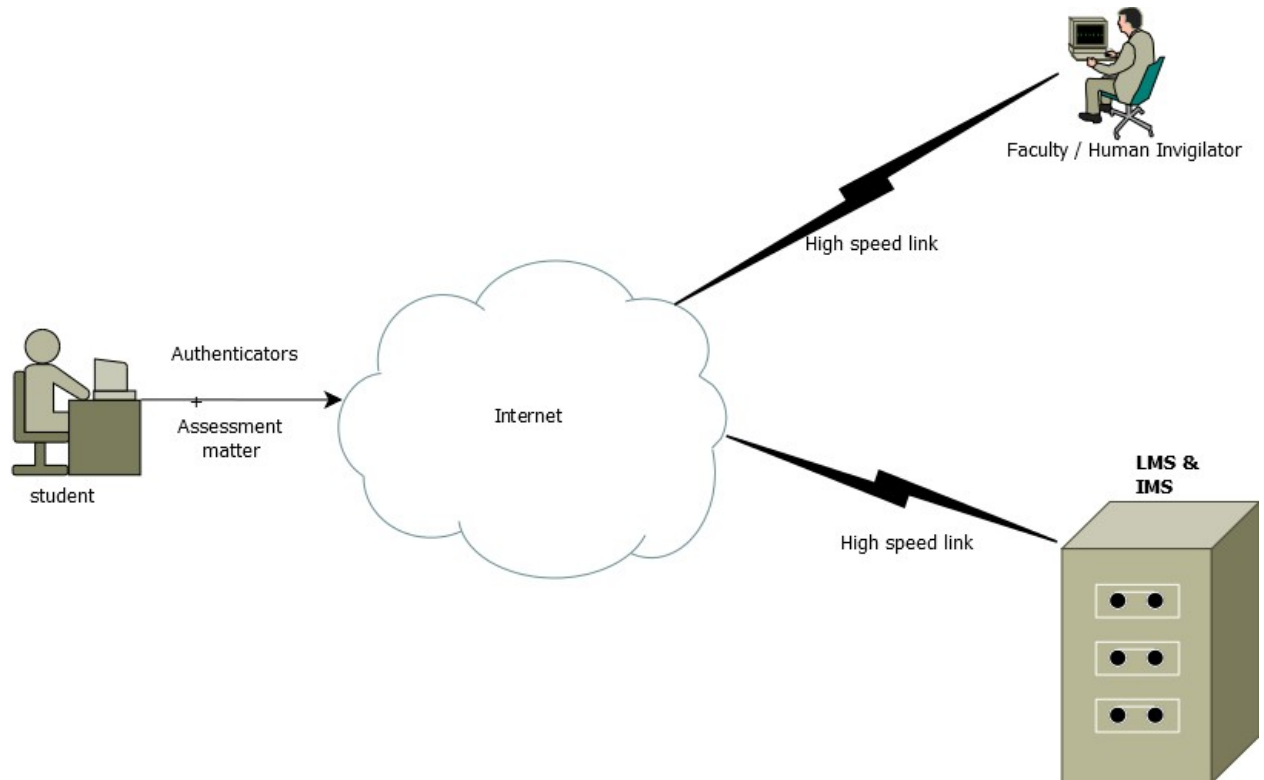 Faculty / Human Invigilator
High speed link
Authenticators
+
Assessment
matter
student
Internet
LMS &
IMS
High speed link